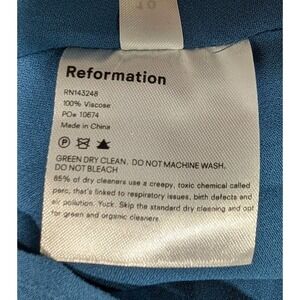 10
Reformation
RN143248
100% Viscose
PO# 10674
Made in China
GREEN DRY CLEAN. DO NOT MACHINE WASH.
DO NOT BLEACH
85% of dry cleaners use a creepy, toxic chemical called
perc, that's linked to respiratory issues, birth defects and
air pollution. Yuck. Skip the standard dry cleaning and opt
for green and organic cleaners.